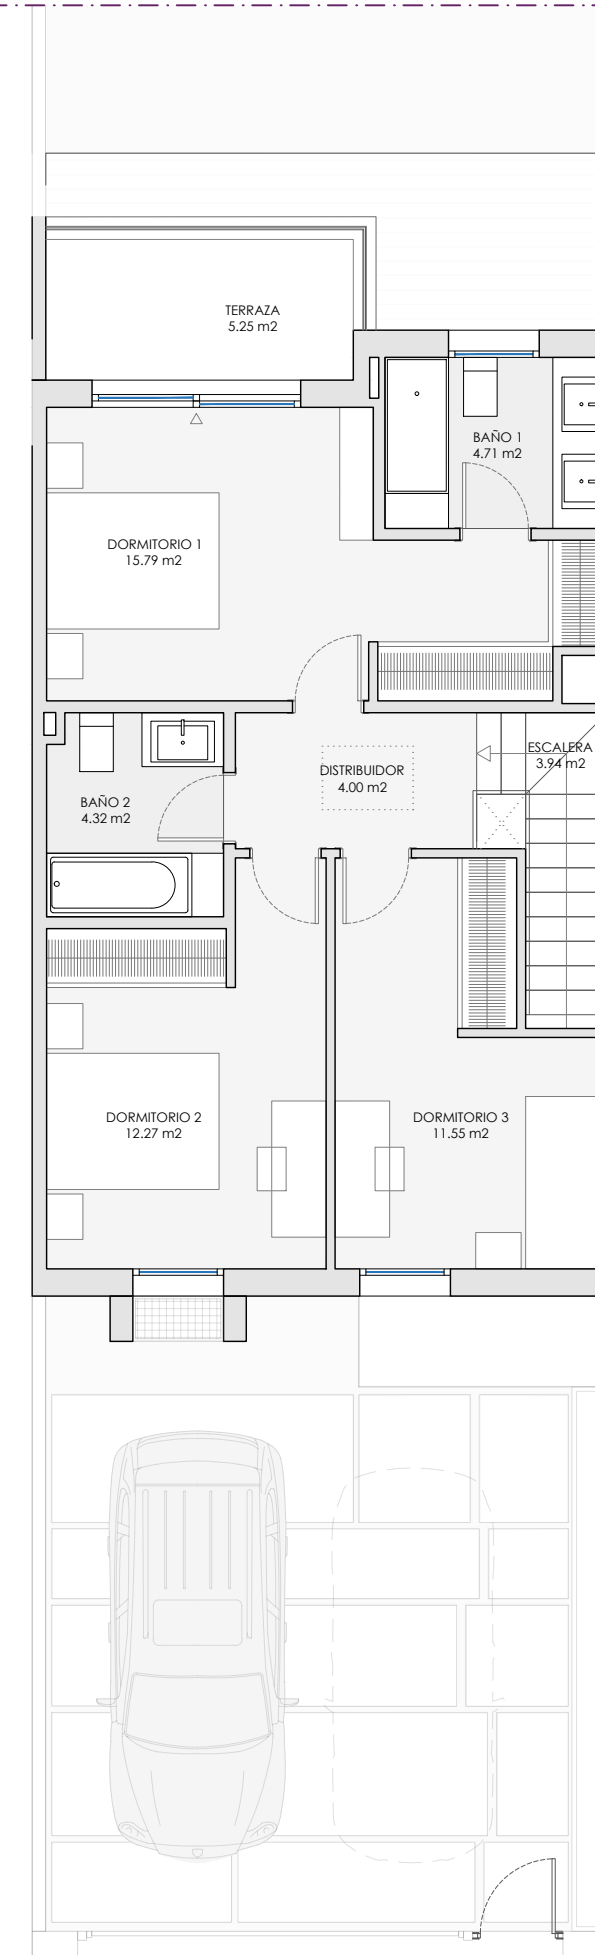 TERRAZA
5.25 m2
BAÑO 1
4.71 m2
DORMITORIO 1
15.79 m2
ESCALERA
3.94 m2
DISTRIBUIDOR
4.00 m2
BAÑO 2
4.32 m2
DORMITORIO 2
12.27 m2
DORMITORIO 3
11.55 m2